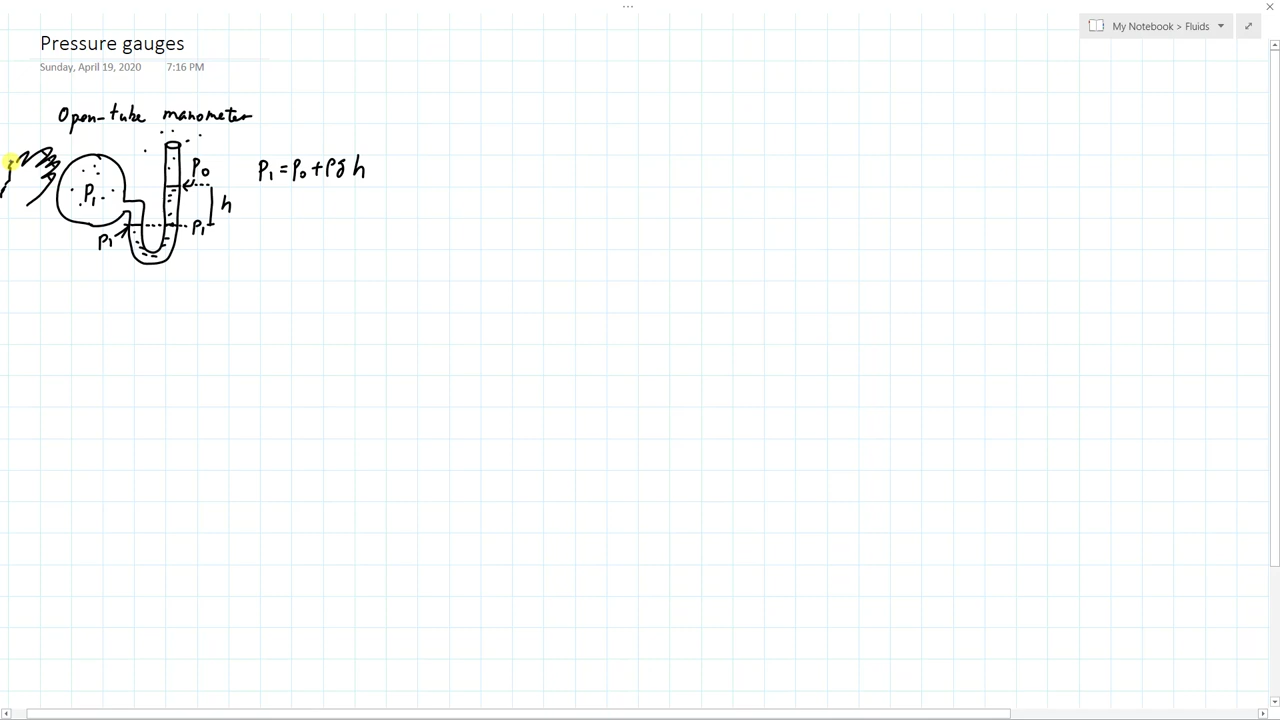 My Notebook > Fluids
Pressure gauges
Sunday, April 19, 2020 7:16 PM
Open-tube manometer
P₀
P₁ = P₀ + ρg h
P₁
h
P₁
P₁